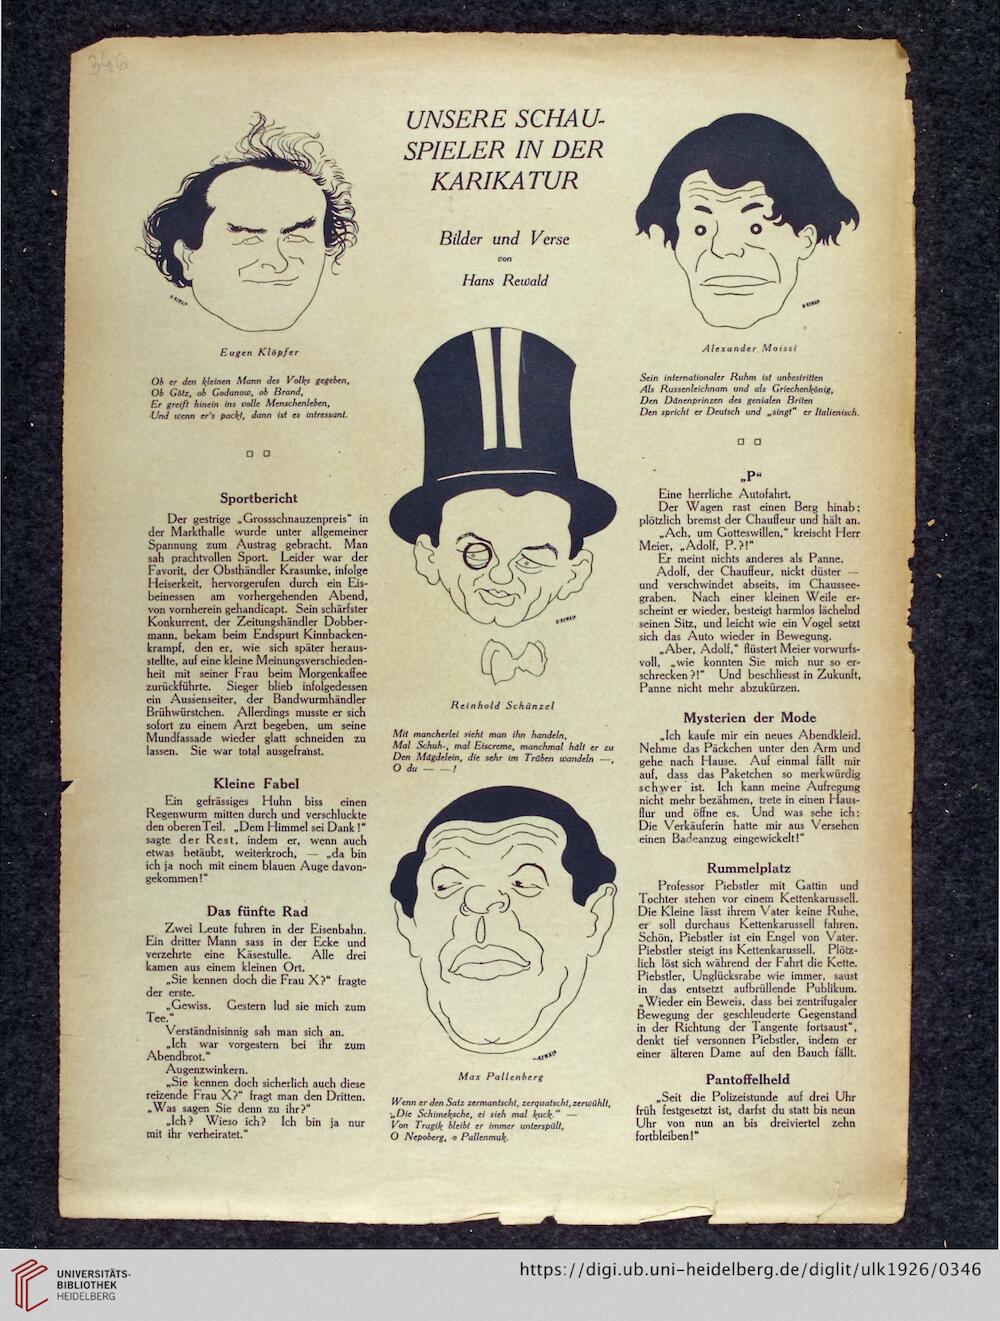 346
UNSERE SCHAU-
SPIELER IN DER
KARIKATUR
Bilder und Verse
von
Hans Rewald
H·REWALD
Eugen Klöpfer
Ob er den kleinen Mann des Volks gegeben,
Ob Götz, ob Godunow, ob Brand,
Er greift hinein ins volle Menschenleben,
Und wenn er's packt, dann ist es intressant.
Sportbericht
Der gestrige „Grossschnauzenpreis“ in
der Markthalle wurde unter allgemeiner
Spannung zum Austrag gebracht. Man
sah prachtvollen Sport. Leider war der
Favorit, der Obsthändler Krasunke, infolge
Heiserkeit, hervorgerufen durch ein Eis-
beinessen am vorhergehenden Abend,
von vornherein gehandicapt. Sein schärfster
Konkurrent, der Zeitungshändler Dobber-
mann, bekam beim Endspurt Kinnbacken-
krampf, den er, wie sich später heraus-
stellte, auf eine kleine Meinungsverschieden-
heit mit seiner Frau beim Morgenkaffee
zurückführte. Sieger blieb infolgedessen
ein Aussenseiter, der Bandwurmhändler
Brühwürstchen. Allerdings musste er sich
sofort zu einem Arzt begeben, um seine
Mundfassade wieder glatt schneiden zu
lassen. Sie war total ausgefranst.
Kleine Fabel
Ein gefrässiges Huhn biss einen
Regenwurm mitten durch und verschluckte
den oberen Teil. „Dem Himmel sei Dank!“
sagte der Rest, indem er, wenn auch
etwas betäubt, weiterkroch, — „da bin
ich ja noch mit einem blauen Auge davon-
gekommen!“
Das fünfte Rad
Zwei Leute fuhren in der Eisenbahn.
Ein dritter Mann sass in der Ecke und
verzehrte eine Käsestulle. Alle drei
kamen aus einem kleinen Ort.
„Sie kennen doch die Frau X?“ fragte
der erste.
„Gewiss. Gestern lud sie mich zum
Tee.“
Verständnisinnig sah man sich an.
„Ich war vorgestern bei ihr zum
Abendbrot.“
Augenzwinkern.
„Sie kennen doch sicherlich auch diese
reizende Frau X?“ fragt man den Dritten.
„Was sagen Sie denn zu ihr?“
„Ich? Wieso ich? Ich bin ja nur
mit ihr verheiratet.“
H·REWALD
Reinhold Schünzel
Mit mancherlei sieht man ihn handeln,
Mal Schuh-, mal Eiscreme, manchmal hält er zu
Den Mägdelein, die sehr im Trüben wandeln —,
O du — — !
REWALD
Max Pallenberg
Wenn er den Satz zermantscht, zerquatscht, zerwühlt,
„Die Schimeksche, ei sieh mal kuck.“ —
Von Tragik bleibt er immer unterspült,
O Nepoberg, o Pallenmuk.
H·REWALD
Alexander Moissi
Sein internationaler Ruhm ist unbestritten
Als Russenleichnam und als Griechenkönig,
Den Dänenprinzen des genialen Briten
Den spricht er Deutsch und „singt“ er Italienisch.
„P“
Eine herrliche Autofahrt.
Der Wagen rast einen Berg hinab;
plötzlich bremst der Chauffeur und hält an.
„Ach, um Gotteswillen,“ kreischt Herr
Meier, „Adolf, P.?!“
Er meint nichts anderes als Panne.
Adolf, der Chauffeur, nickt düster —
und verschwindet abseits, im Chaussee-
graben. Nach einer kleinen Weile er-
scheint er wieder, besteigt harmlos lächelnd
seinen Sitz, und leicht wie ein Vogel setzt
sich das Auto wieder in Bewegung.
„Aber, Adolf,“ flüstert Meier vorwurfs-
voll, „wie konnten Sie mich nur so er-
schrecken?!“ Und beschliesst in Zukunft,
Panne nicht mehr abzukürzen.
Mysterien der Mode
„Ich kaufe mir ein neues Abendkleid.
Nehme das Päckchen unter den Arm und
gehe nach Hause. Auf einmal fällt mir
auf, dass das Paketchen so merkwürdig
schwer ist. Ich kann meine Aufregung
nicht mehr bezähmen, trete in einen Haus-
flur und öffne es. Und was sehe ich:
Die Verkäuferin hatte mir aus Versehen
einen Badeanzug eingewickelt!“
Rummelplatz
Professor Piebstler mit Gattin und
Tochter stehen vor einem Kettenkarussell.
Die Kleine lässt ihrem Vater keine Ruhe,
er soll durchaus Kettenkarussell fahren.
Schön, Piebstler ist ein Engel von Vater.
Piebstler steigt ins Kettenkarussell. Plötz-
lich löst sich während der Fahrt die Kette.
Piebstler, Unglücksrabe wie immer, saust
in das entsetzt aufbrüllende Publikum.
„Wieder ein Beweis, dass bei zentrifugaler
Bewegung der geschleuderte Gegenstand
in der Richtung der Tangente fortsaust“,
denkt tief versonnen Piebstler, indem er
einer älteren Dame auf den Bauch fällt.
Pantoffelheld
„Seit die Polizeistunde auf drei Uhr
früh festgesetzt ist, darfst du statt bis neun
Uhr von nun an bis dreiviertel zehn
fortbleiben!“
UNIVERSITÄTS-
BIBLIOTHEK
HEIDELBERG
https://digi.ub.uni-heidelberg.de/diglit/ulk1926/0346